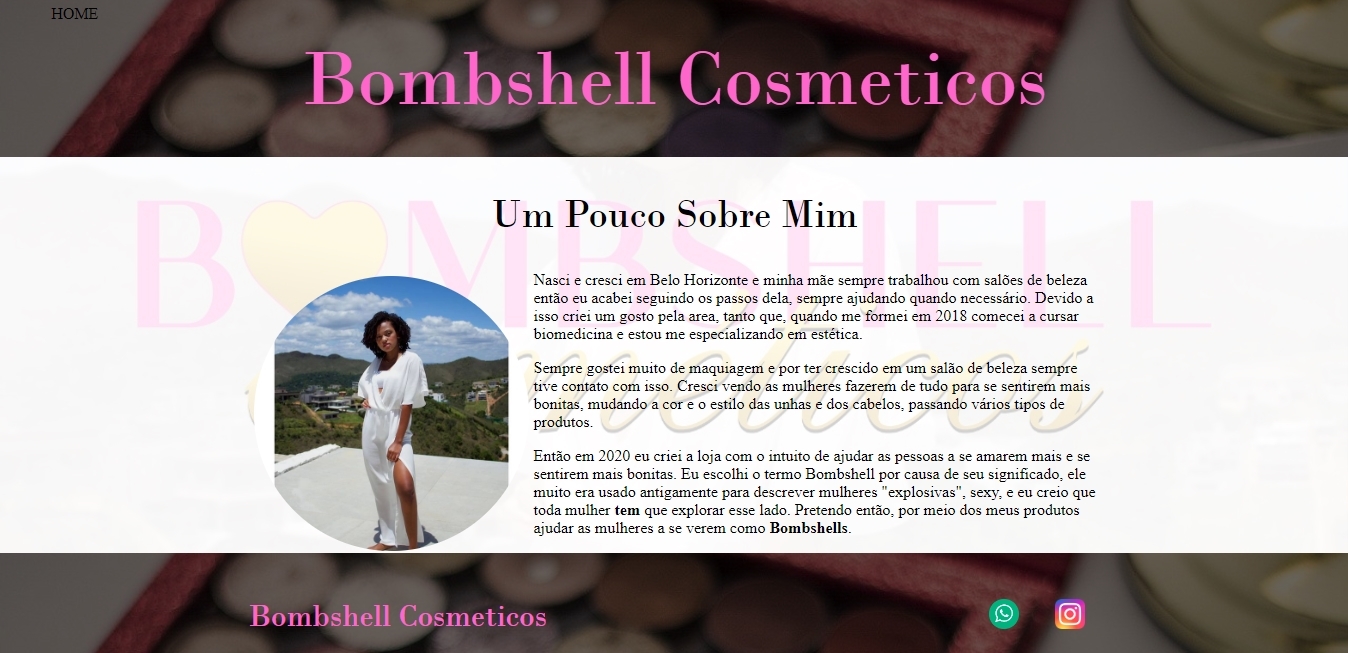 HOME
Bombshell Cosmeticos
BOMBSHELL
Cosmeticos
Um Pouco Sobre Mim
Nasci e cresci em Belo Horizonte e minha mãe sempre trabalhou com salões de beleza
então eu acabei seguindo os passos dela, sempre ajudando quando necessário. Devido a
isso criei um gosto pela area, tanto que, quando me formei em 2018 comecei a cursar
biomedicina e estou me especializando em estética.
Sempre gostei muito de maquiagem e por ter crescido em um salão de beleza sempre
tive contato com isso. Cresci vendo as mulheres fazerem de tudo para se sentirem mais
bonitas, mudando a cor e o estilo das unhas e dos cabelos, passando vários tipos de
produtos.
Então em 2020 eu criei a loja com o intuito de ajudar as pessoas a se amarem mais e se
sentirem mais bonitas. Eu escolhi o termo Bombshell por causa de seu significado, ele
muito era usado antigamente para descrever mulheres "explosivas", sexy, e eu creio que
toda mulher tem que explorar esse lado. Pretendo então, por meio dos meus produtos
ajudar as mulheres a se verem como Bombshells.
Bombshell Cosmeticos